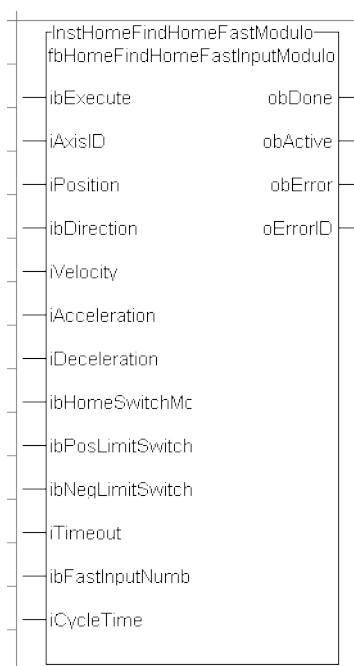 InstHomeFindHomeFastModulo
fbHomeFindHomeFastInputModulo
ibExecute obDone
iAxisID obActive
iPosition obError
ibDirection oErrorID
iVelocity
iAcceleration
iDeceleration
ibHomeSwitchMc
ibPosLimitSwitch
ibNegLimitSwitch
iTimeout
ibFastInputNumb
iCycleTime